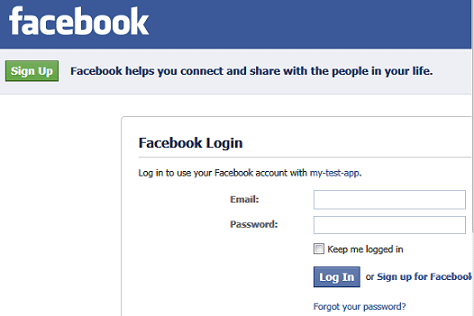 facebook
Sign Up Facebook helps you connect and share with the people in your life.
Facebook Login
Log in to use your Facebook account with my-test-app.
Email:
Password:
Keep me logged in
Log In or Sign up for Facebook
Forgot your password?